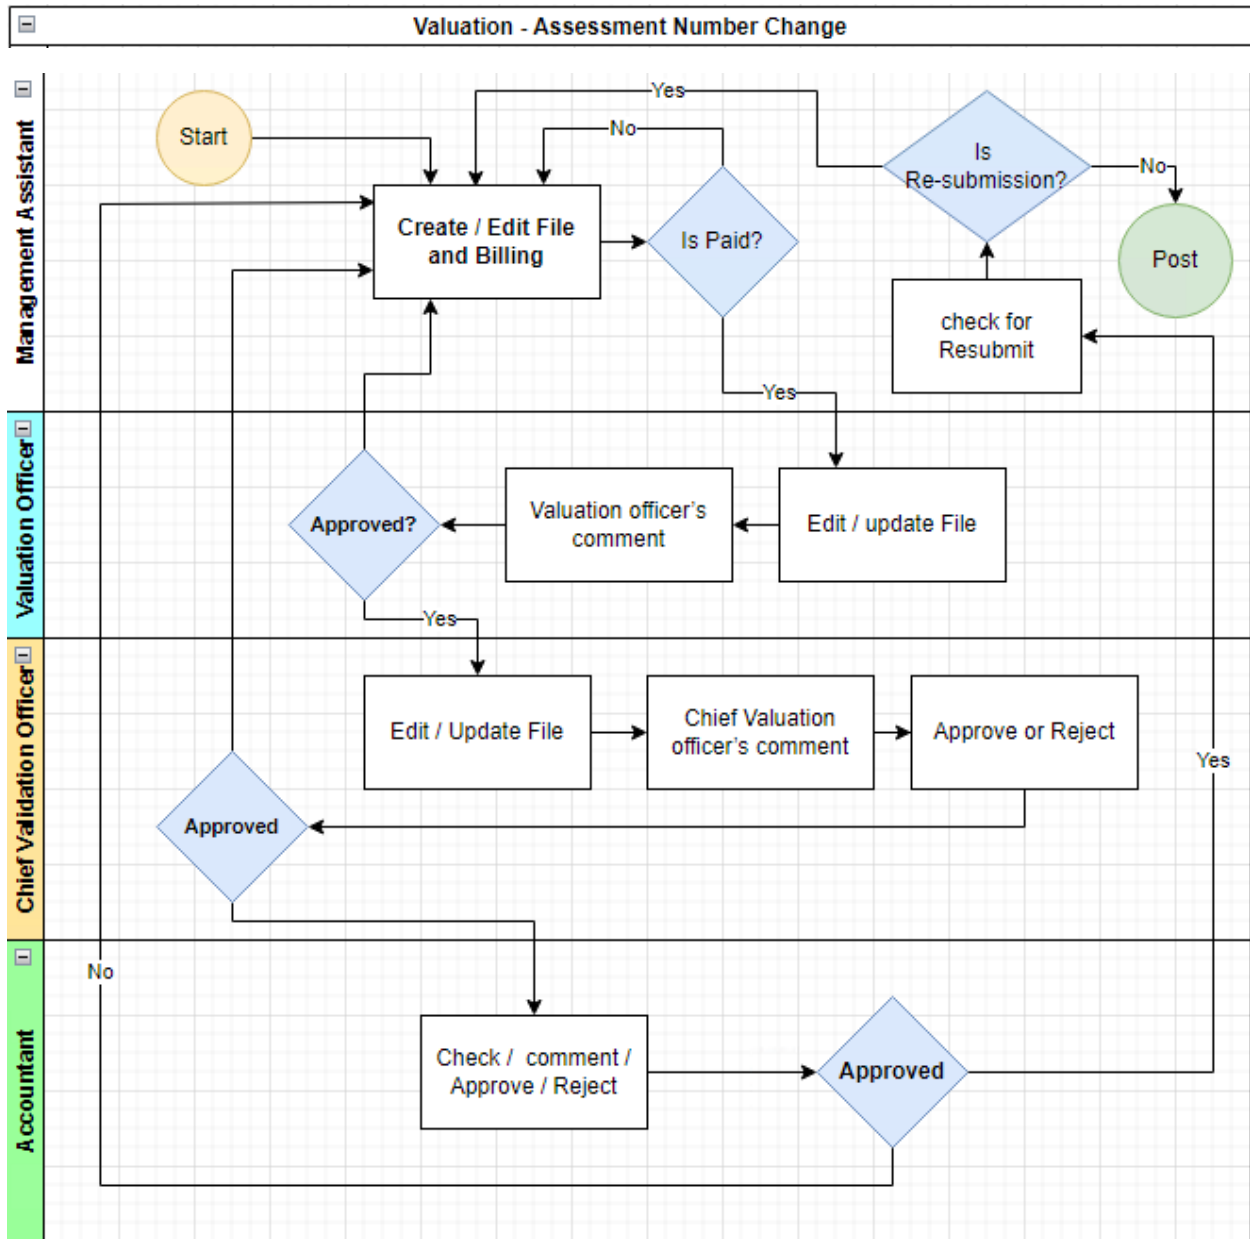 Valuation - Assessment Number Change
Management Assistant
Start
Yes
No
Is
Re-submission?
No
Create / Edit File
and Billing
Is Paid?
Post
check for
Resubmit
Yes
Valuation Officer
Approved?
Valuation officer's
comment
Edit / update File
Yes
Chief Validation Officer
Edit / Update File
Chief Valuation
officer's comment
Approve or Reject
Yes
Approved
Accountant
No
Check / comment /
Approve / Reject
Approved